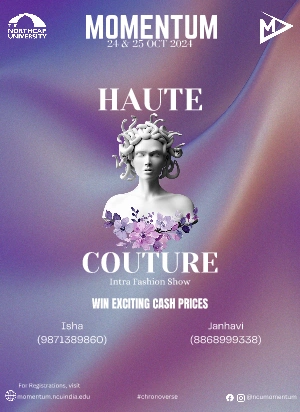 THE
NORTHCAP
UNIVERSITY
MOMENTUM
24 & 25 OCT 2024
HAUTE
COUTURE
Intra Fashion Show
WIN EXCITING CASH PRICES
Isha
(9871389860)
Janhavi
(8868999338)
For Registrations, visit
momentum.ncuindia.edu
#chronoverse
@ncumomentum